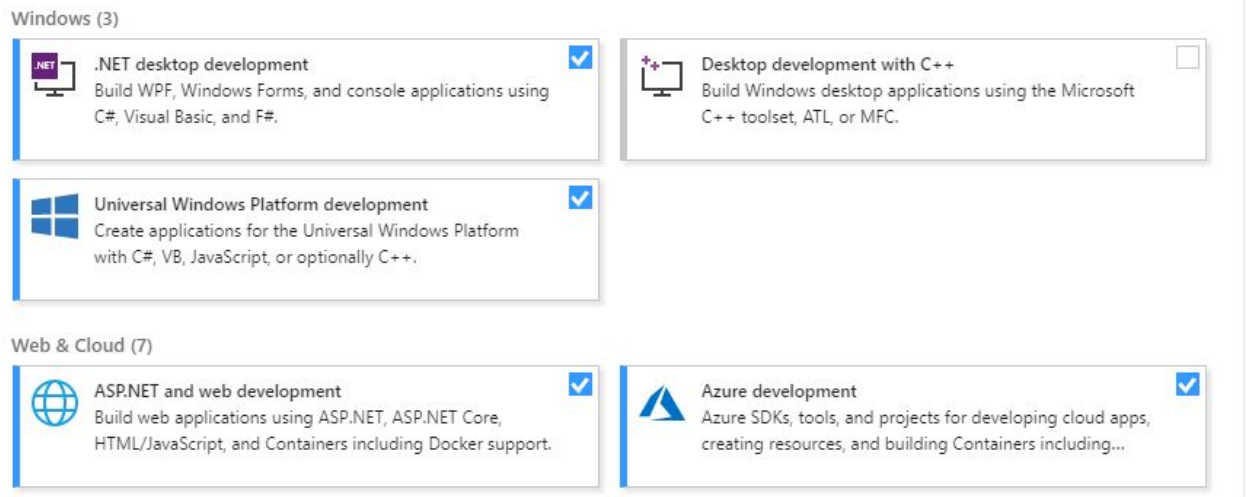 Windows (3)
.NET
.NET desktop development
Build WPF, Windows Forms, and console applications using
C#, Visual Basic, and F#.
Desktop development with C++
Build Windows desktop applications using the Microsoft
C++ toolset, ATL, or MFC.
Universal Windows Platform development
Create applications for the Universal Windows Platform
with C#, VB, JavaScript, or optionally C++.
Web & Cloud (7)
ASP.NET and web development
Build web applications using ASP.NET, ASP.NET Core,
HTML/JavaScript, and Containers including Docker support.
Azure development
Azure SDKs, tools, and projects for developing cloud apps,
creating resources, and building Containers including...